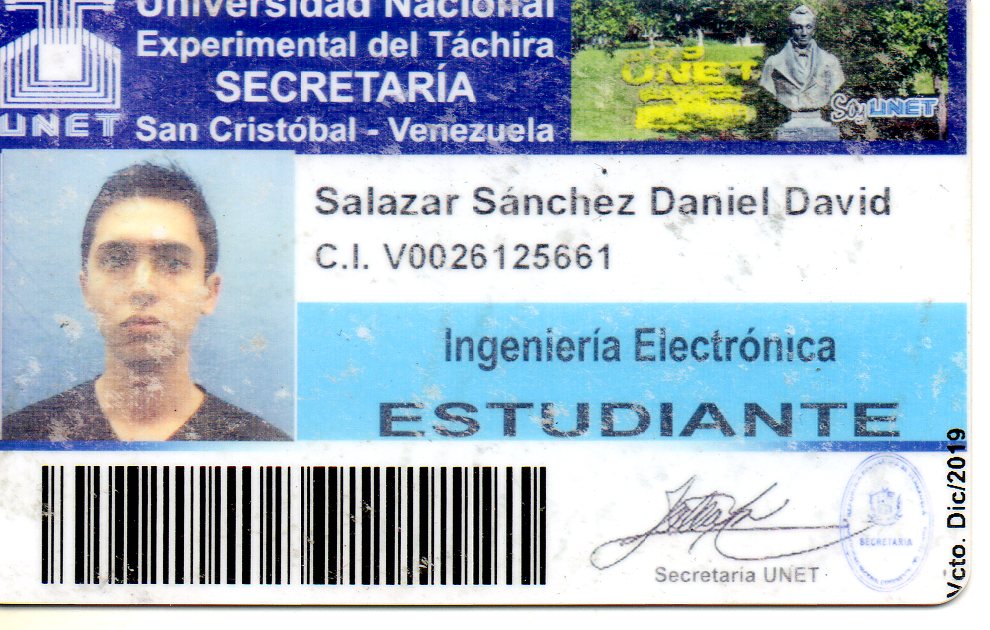 Universidad Nacional
Experimental del Táchira
SECRETARÍA
San Cristóbal - Venezuela
UNET
UNET
Soy UNET
Salazar Sánchez Daniel David
C.I. V0026125661
Ingeniería Electrónica
ESTUDIANTE
Secretaría UNET
SECRETARIA
Vcto. Dic/2019